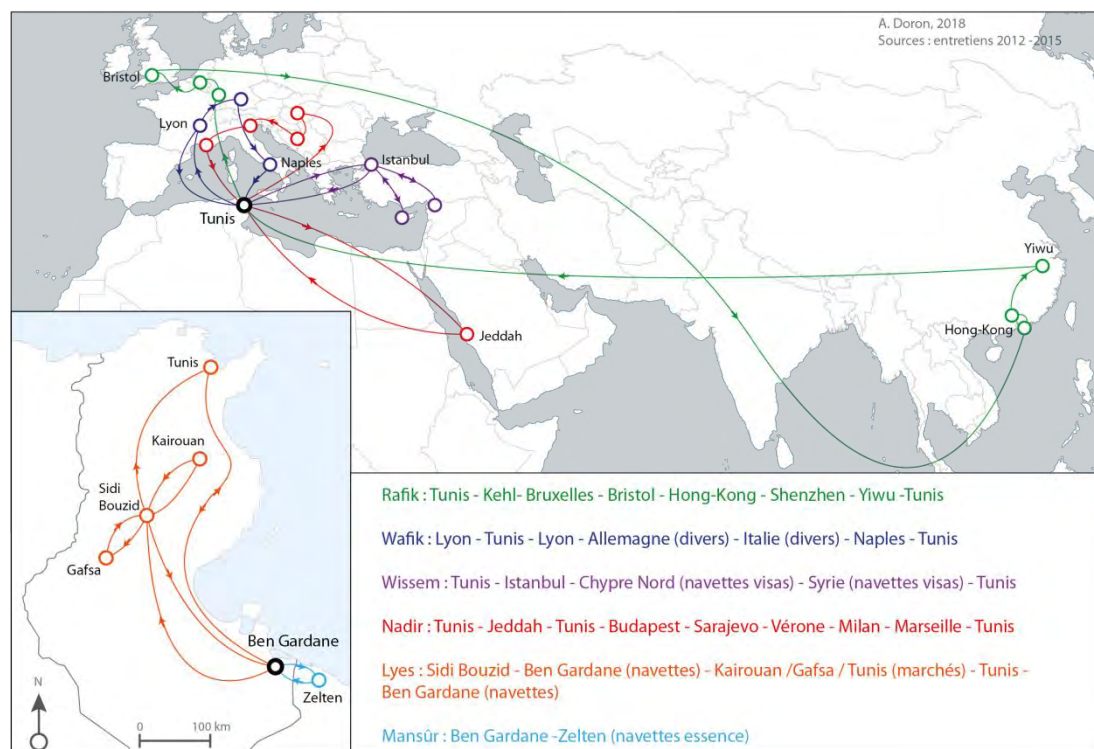 A. Doron, 2018
Sources : entretiens 2012 -2015
Bristol
Lyon
Naples
Istanbul
Tunis
Yiwu
Hong-Kong
Jeddah
Tunis
Kairouan
Sidi
Bouzid
Gafsa
Ben Gardane
Zelten
N
0 100 km
Rafik : Tunis - Kehl- Bruxelles - Bristol - Hong-Kong - Shenzhen - Yiwu -Tunis
Wafik : Lyon - Tunis - Lyon - Allemagne (divers) - Italie (divers) - Naples - Tunis
Wissem : Tunis - Istanbul - Chypre Nord (navettes visas) - Syrie (navettes visas) - Tunis
Nadir : Tunis - Jeddah - Tunis - Budapest - Sarajevo - Vérone - Milan - Marseille - Tunis
Lyes : Sidi Bouzid - Ben Gardane (navettes) - Kairouan /Gafsa / Tunis (marchés) - Tunis -
Ben Gardane (navettes)
Mansûr : Ben Gardane -Zelten (navettes essence)